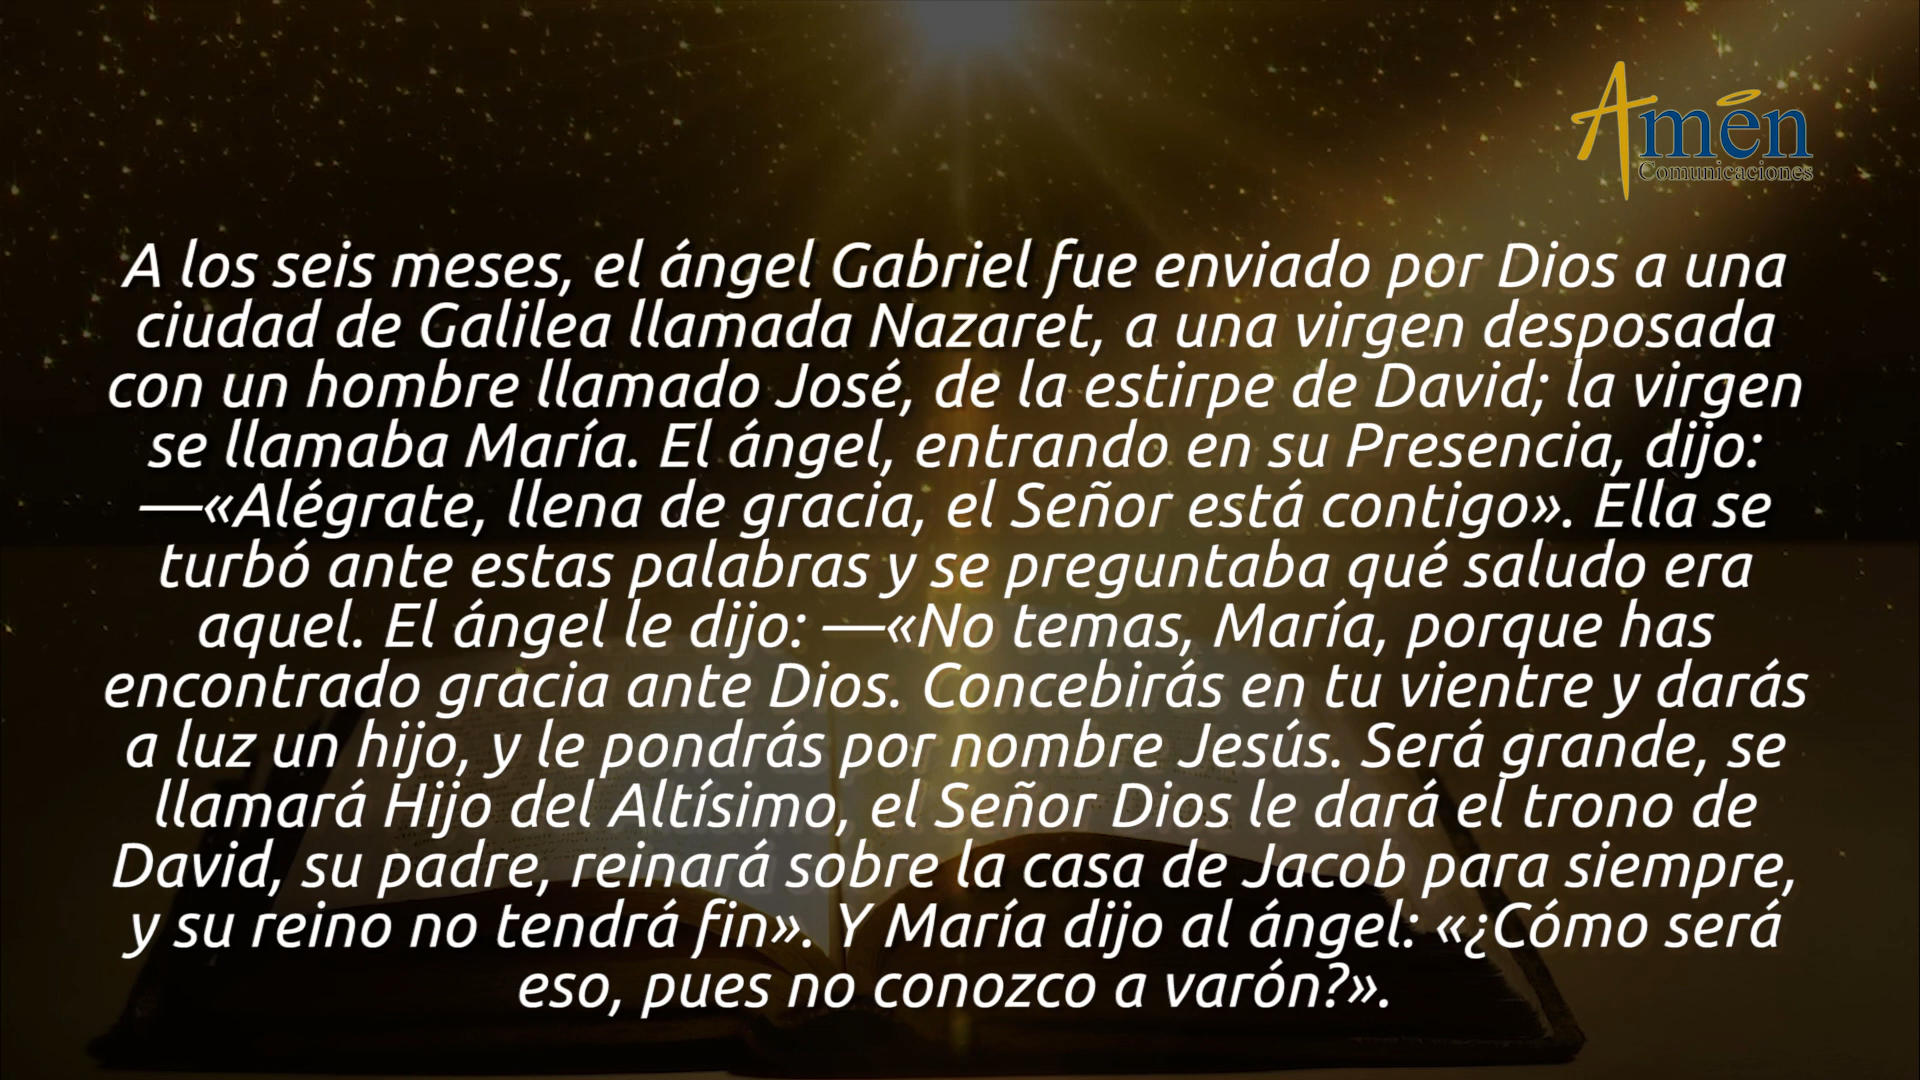 Amén
Comunicaciones
A los seis meses, el ángel Gabriel fue enviado por Dios a una
ciudad de Galilea llamada Nazaret, a una virgen desposada
con un hombre llamado José, de la estirpe de David; la virgen
se llamaba María. El ángel, entrando en su Presencia, dijo:
—«Alégrate, llena de gracia, el Señor está contigo». Ella se
turbó ante estas palabras y se preguntaba qué saludo era
aquel. El ángel le dijo: —«No temas, María, porque has
encontrado gracia ante Dios. Concebirás en tu vientre y darás
a luz un hijo, y le pondrás por nombre Jesús. Será grande, se
llamará Hijo del Altísimo, el Señor Dios le dará el trono de
David, su padre, reinará sobre la casa de Jacob para siempre,
y su reino no tendrá fin». Y María dijo al ángel: «¿Cómo será
eso, pues no conozco a varón?».